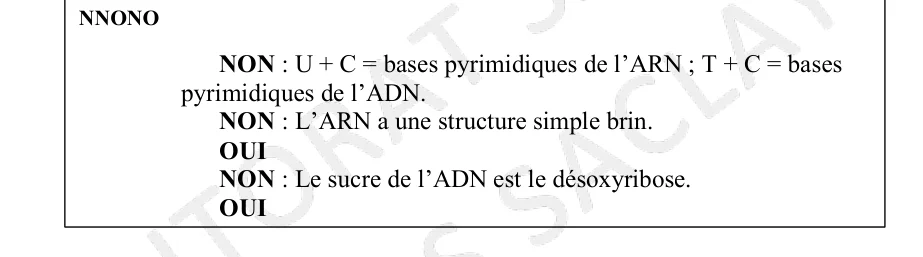 NNONO
NON : U + C = bases pyrimidiques de l’ARN ; T + C = bases
pyrimidiques de l’ADN.
NON : L’ARN a une structure simple brin.
OUI
NON : Le sucre de l’ADN est le désoxyribose.
OUI